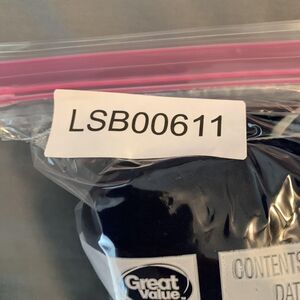 LSB00611
Great
Value
CONTENTS
DAT